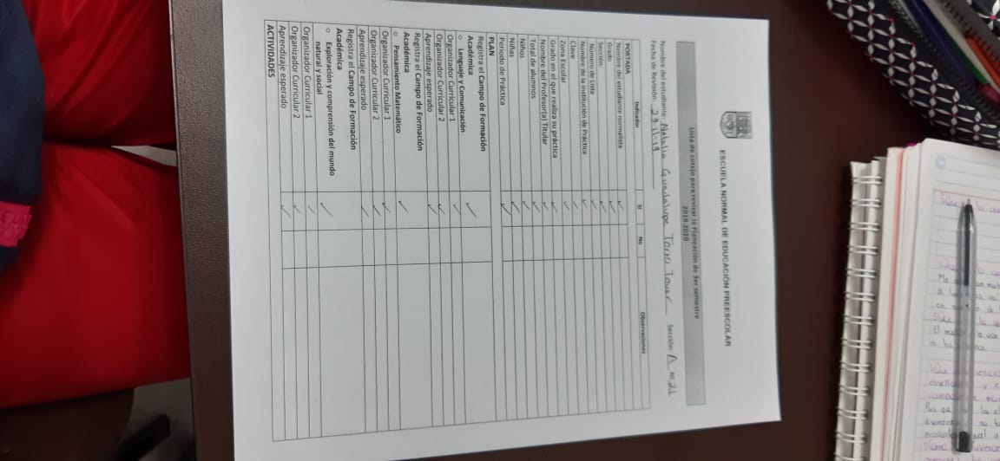 ESCUELA NORMAL DE EDUCACIÓN PREESCOLAR
Lista de cotejo para revisar la Planeación de 3er semestre
2019-2020
Nombre del estudiante: Natalia Guadalupe Torres Tovar Sección: A Nl. 21
Fecha de Revisión: 29-11-19
Indicador Si No Observaciones
PORTADA
Nombre del estudiante normalista
Grado
Sección
Número de Lista
Nombre de la Institución de Práctica
Clave
Zona Escolar
Grado en el que realiza su práctica
Nombre del Profesor(a) Titular
Total de alumnos
Niños
Niñas
Periodo de Práctica
PLAN
Registra el Campo de Formación
Académica
○ Lenguaje y Comunicación
Organizador Curricular 1
Organizador Curricular 2
Aprendizaje esperado
Registra el Campo de Formación
Académica
○ Pensamiento Matemático
Organizador Curricular 1
Organizador Curricular 2
Aprendizaje esperado
Registra el Campo de Formación
Académica
○ Exploración y comprensión del mundo
natural y social
Organizador Curricular 1
Organizador Curricular 2
Aprendizaje esperado
ACTIVIDADES